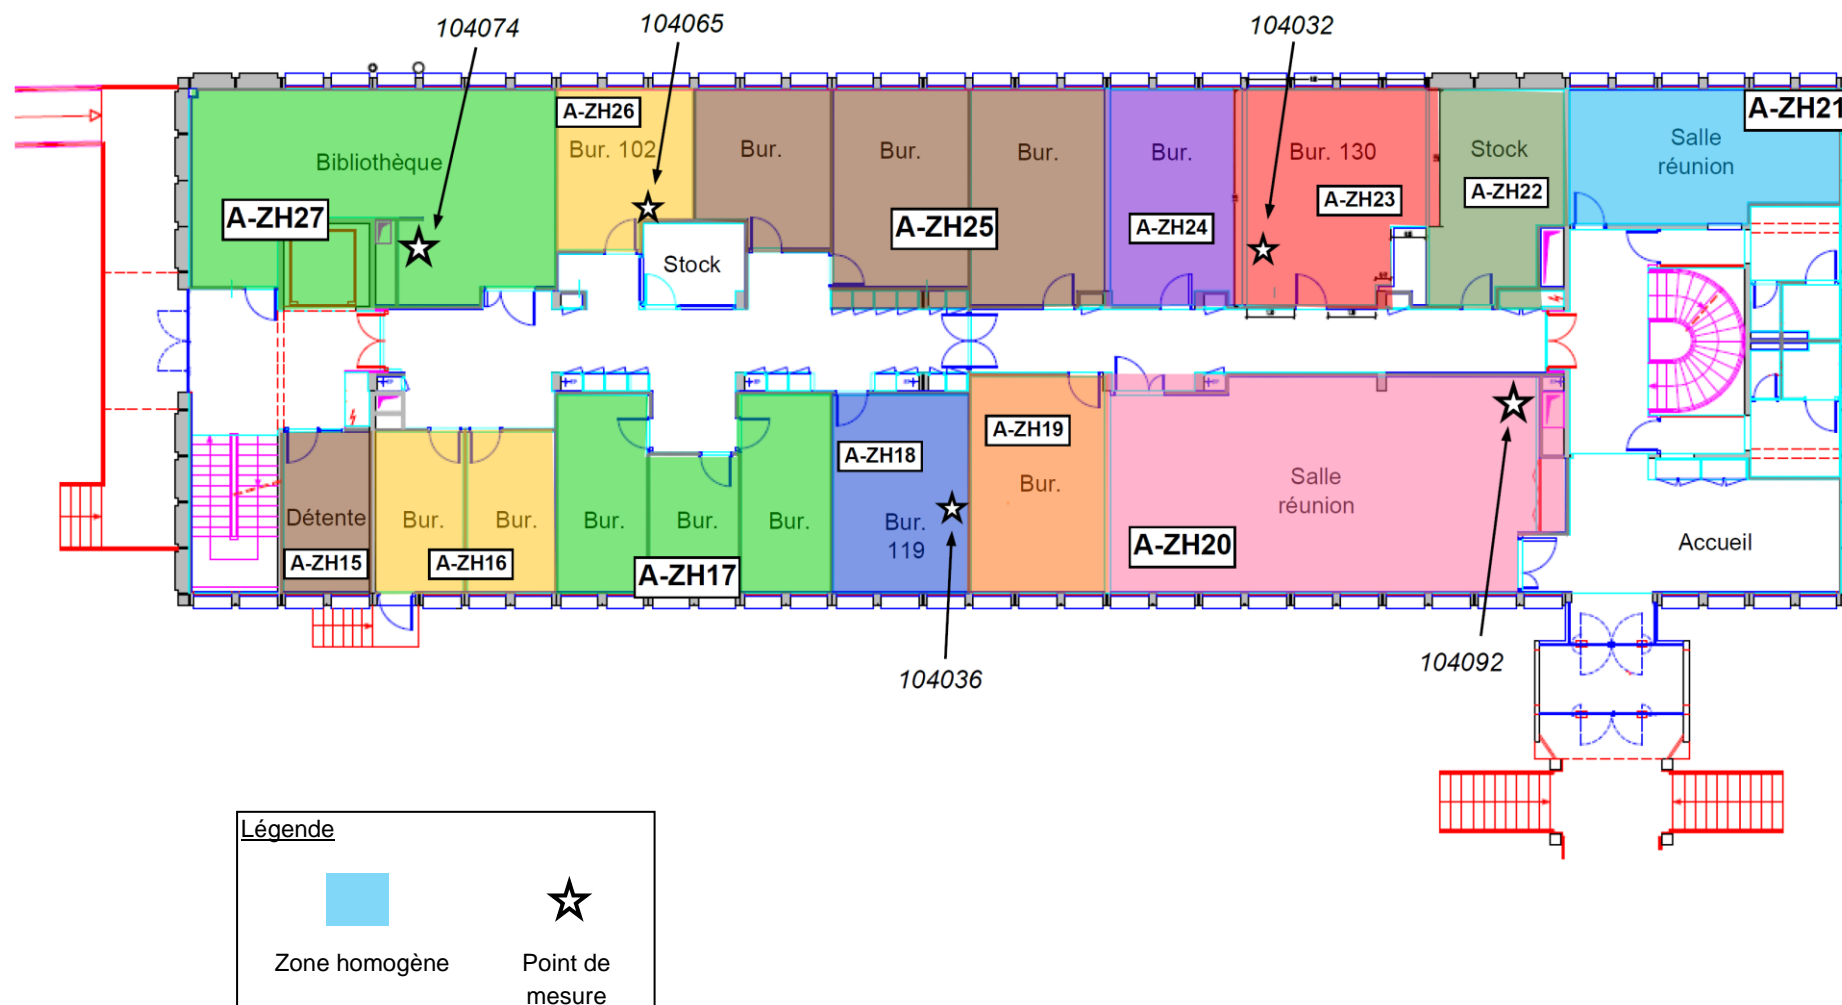 104074
104065
104032
A-ZH26
A-ZH21
Bur. 102
Bur.
Bur.
Bur.
Bur.
Bur. 130
Stock
Salle
réunion
Bibliothèque
A-ZH27
A-ZH25
A-ZH24
A-ZH23
A-ZH22
Stock
A-ZH18
A-ZH19
Détente
Bur.
Bur.
Bur.
Bur.
Bur.
Bur.
119
Bur.
Salle
réunion
Accueil
A-ZH15
A-ZH16
A-ZH17
A-ZH20
104036
104092
Légende
Zone homogène
Point de
mesure